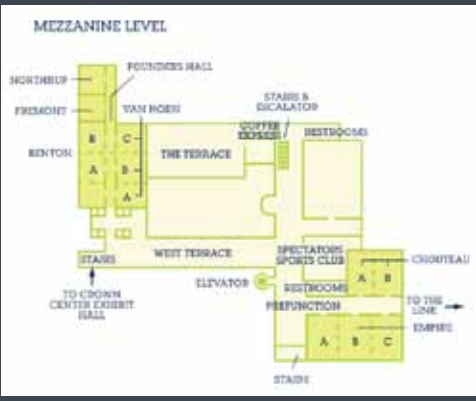 MEZZANINE LEVEL
NORTHRUP
FOUNDERS HALL
FREMONT
VAN HORN
STAIRS &
ESCALATOR
COFFEE
EXPRESS
RESTROOMS
B
C
BENTON
THE TERRACE
A
B
A
STAIRS
WEST TERRACE
SPECTATORS
SPORTS CLUB
CHOUTEAU
A
B
ELEVATOR
RESTROOMS
TO CROWN
CENTER EXHIBIT
HALL
PREFUNCTION
TO THE
LINK
EMPIRE
A
B
C
STAIRS